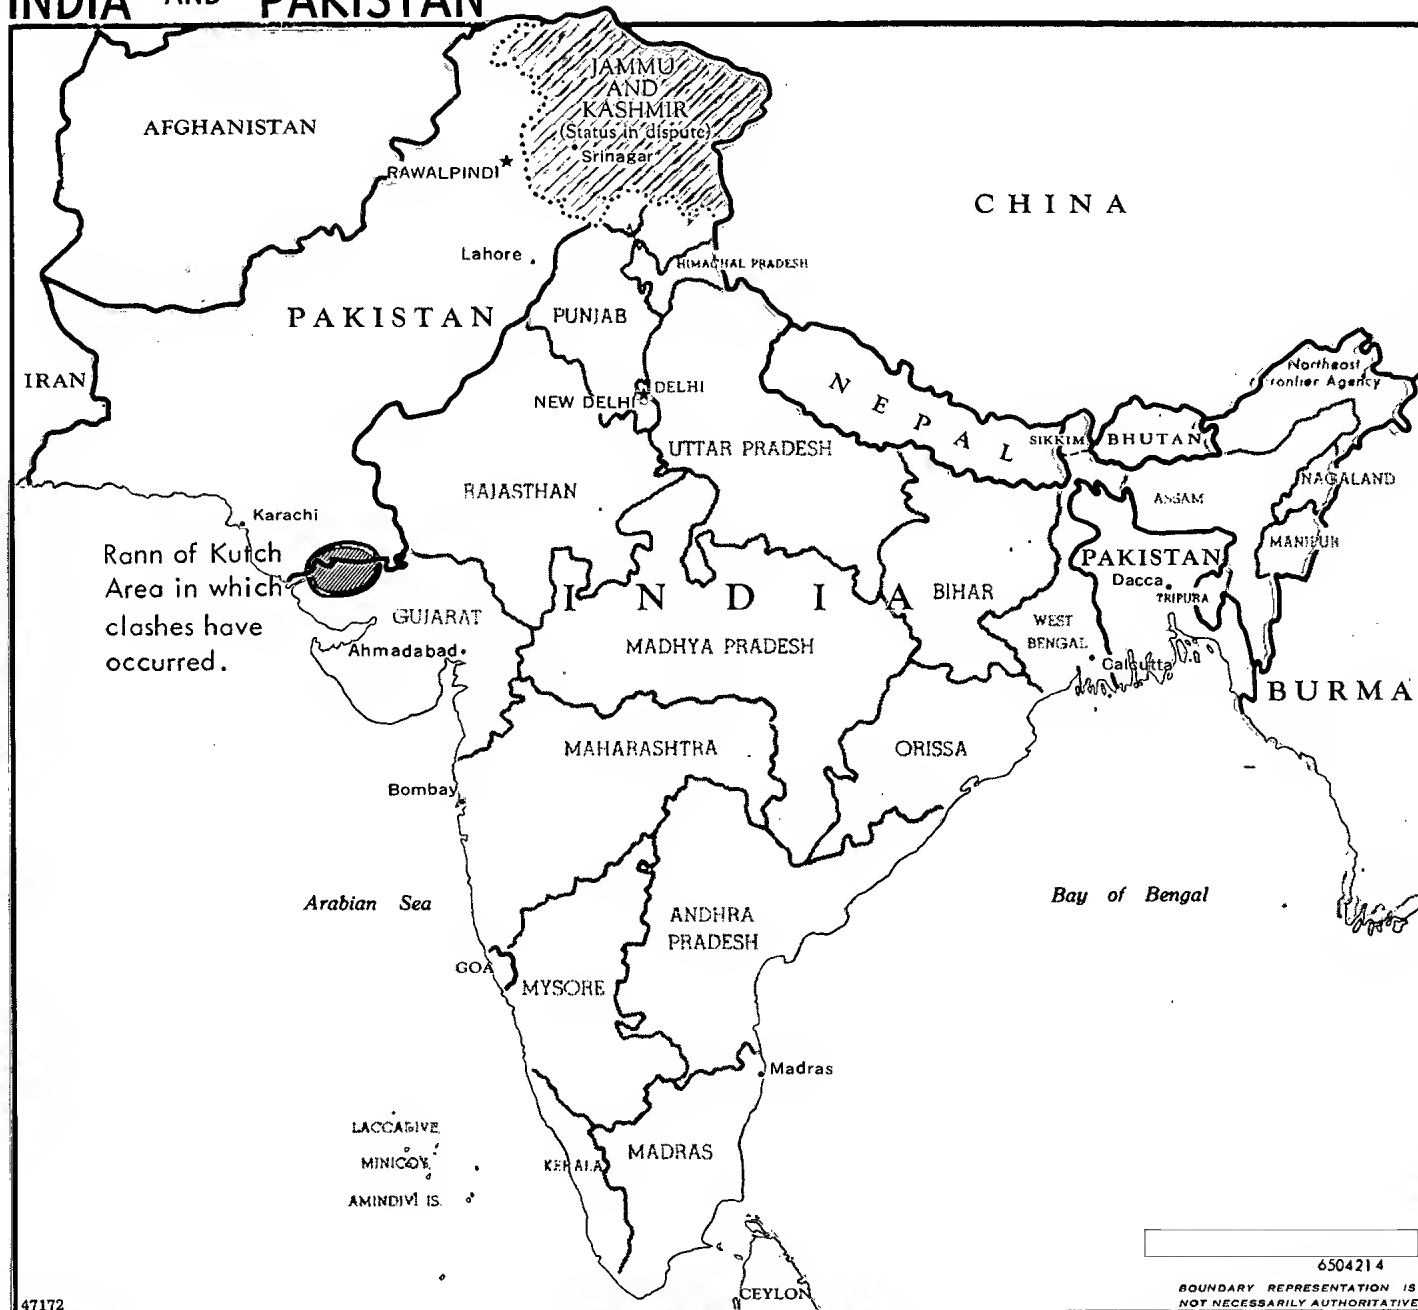 INDIA AND PAKISTAN
JAMMU
AND
KASHMIR
(Status in dispute)
Srinagar
AFGHANISTAN
RAWALPINDI
CHINA
Lahore
HIMACHAL PRADESH
PAKISTAN
PUNJAB
IRAN
DELHI
NEW DELHI
NEPAL
Northeast
rontier Agency
SIKKIM
BHUTAN
UTTAR PRADESH
RAJASTHAN
ASSAM
NAGALAND
Karachi
MANIPUR
Rann of Kutch
Area in which
clashes have
occurred.
PAKISTAN
Dacca
TRIPURA
INDIA
BIHAR
GUJARAT
WEST
BENGAL
MADHYA PRADESH
Ahmadabad
Calcutta
BURMA
MAHARASHTRA
ORISSA
Bombay
Arabian Sea
Bay of Bengal
ANDHRA
PRADESH
GOA
MYSORE
Madras
LACCADIVE,
MINICOY,
AMINDIVI IS.
KERALA
MADRAS
CEYLON
6504214
BOUNDARY REPRESENTATION IS
NOT NECESSARILY AUTHORITATIVE
47172